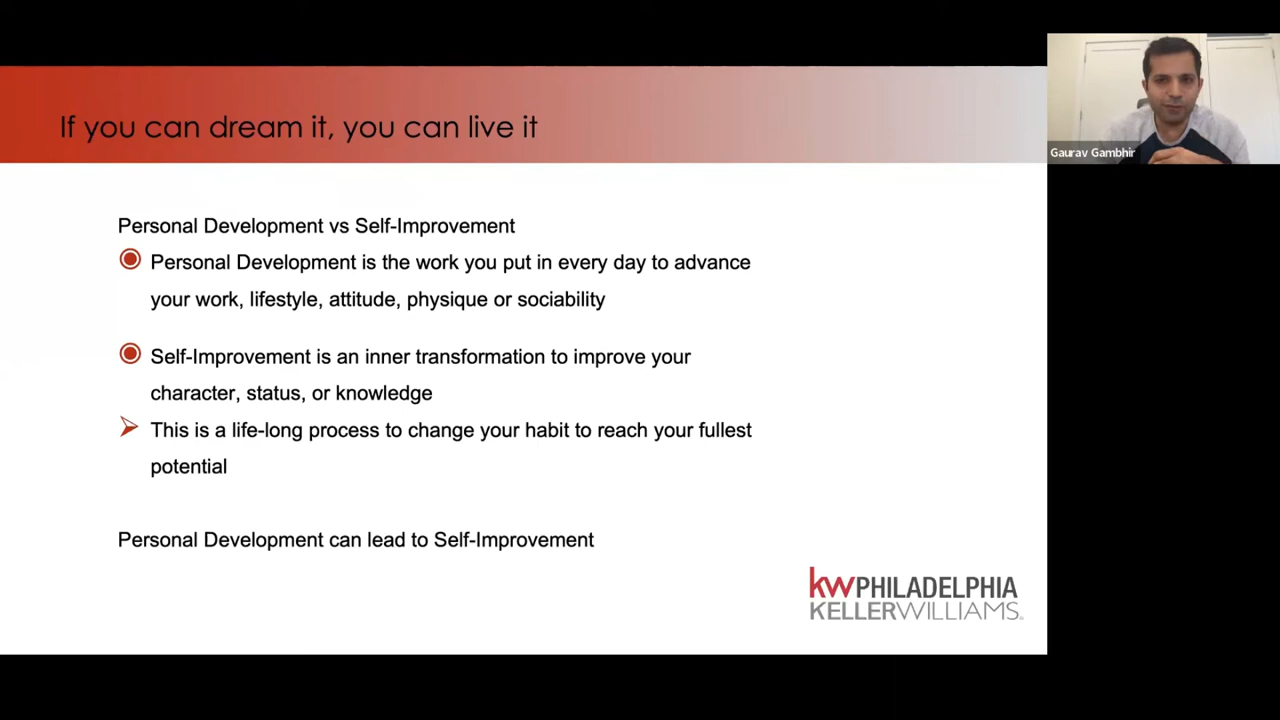 If you can dream it, you can live it
Gaurav Gambhir
Personal Development vs Self-Improvement
Personal Development is the work you put in every day to advance
your work, lifestyle, attitude, physique or sociability
Self-Improvement is an inner transformation to improve your
character, status, or knowledge
This is a life-long process to change your habit to reach your fullest
potential
Personal Development can lead to Self-Improvement
kwPHILADELPHIA
KELLERWILLIAMS®